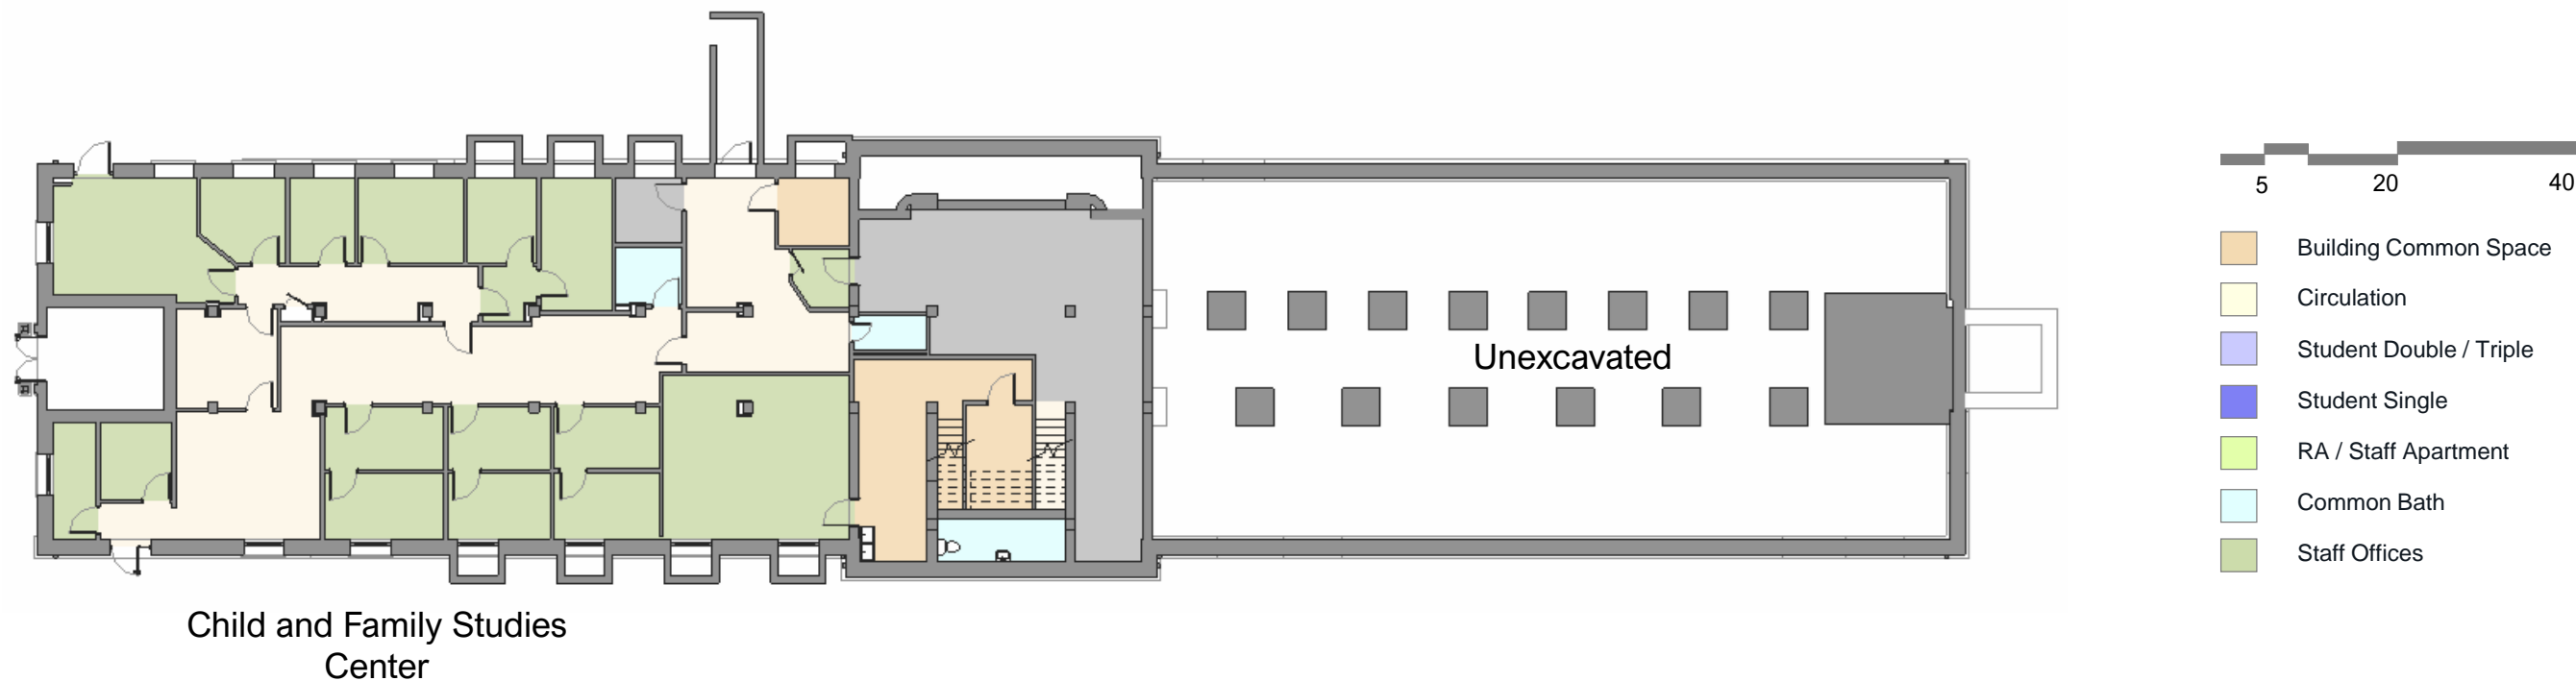 5 20 40
Building Common Space
Circulation
Student Double / Triple
Unexcavated
Student Single
RA / Staff Apartment
Common Bath
Staff Offices
Child and Family Studies
Center